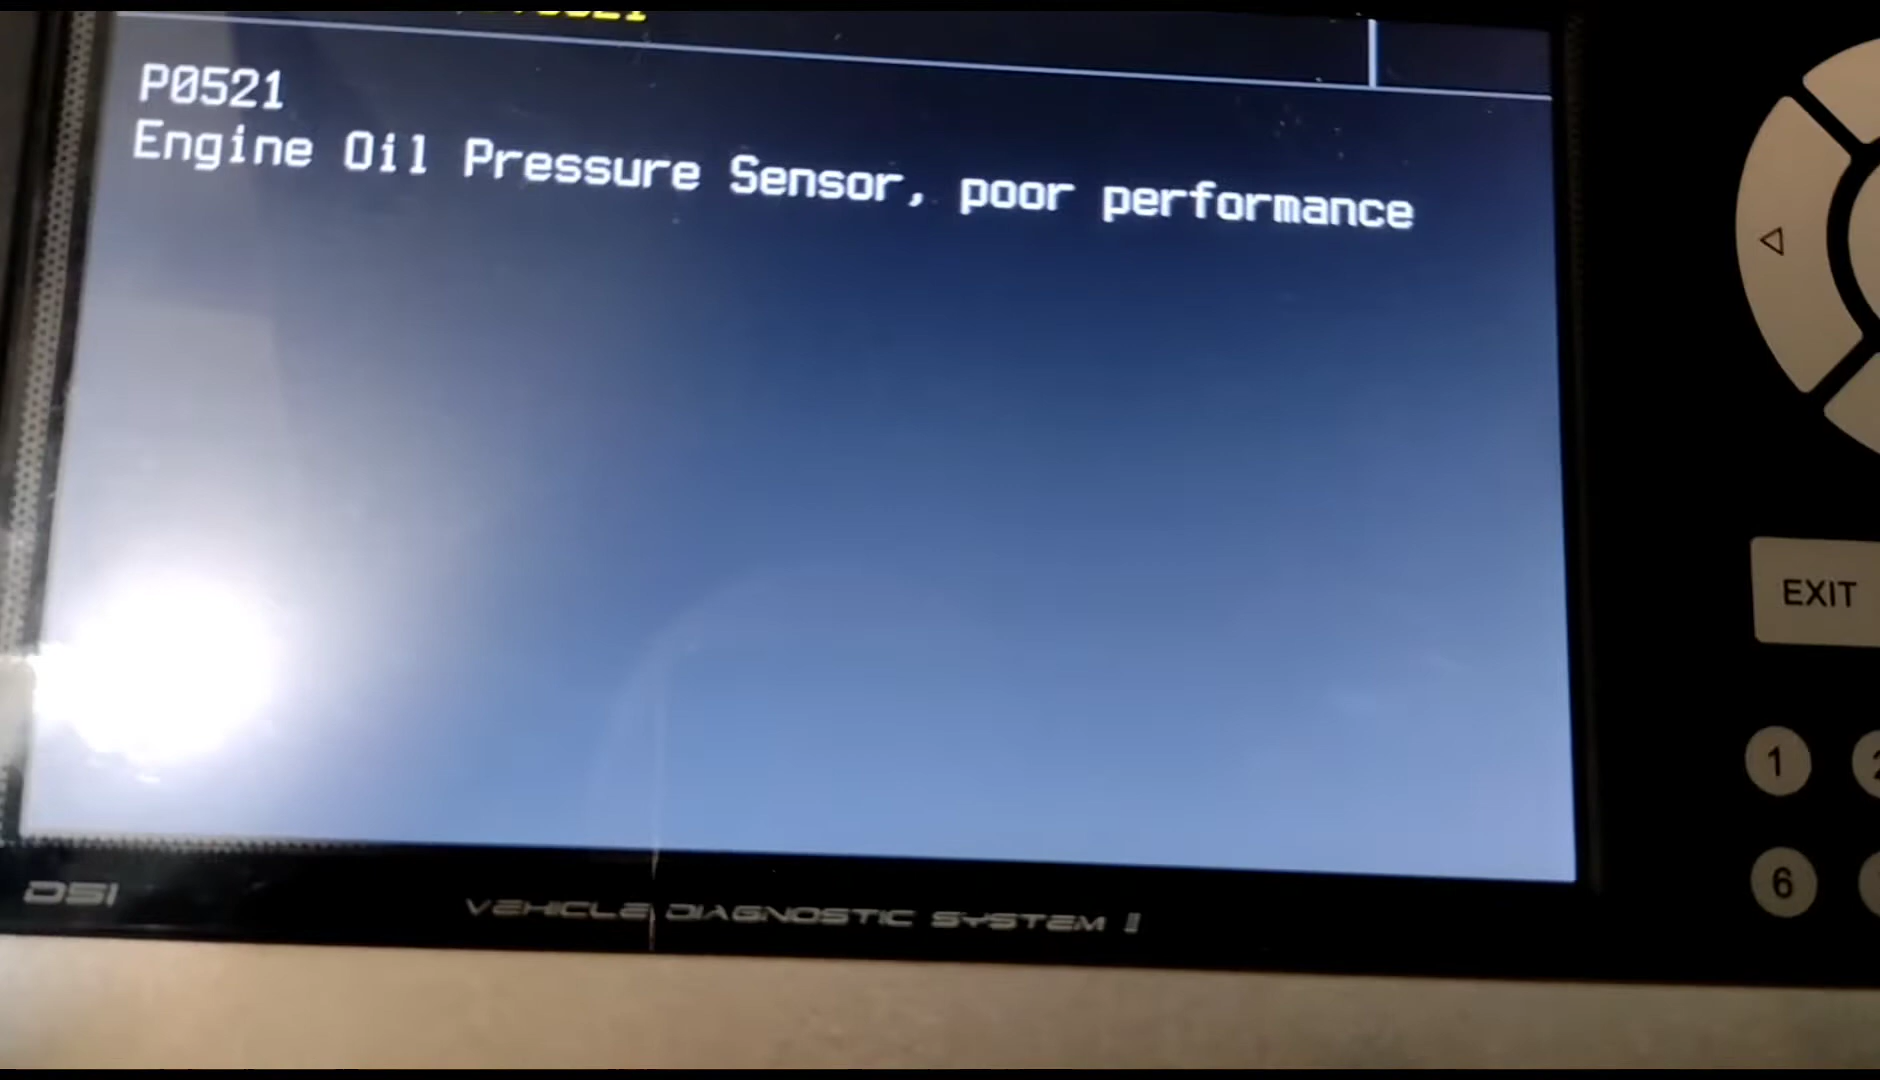 P0521
Engine Oil Pressure Sensor, poor performance
EXIT
1
6
DSI
VEHICLE DIAGNOSTIC SYSTEM II